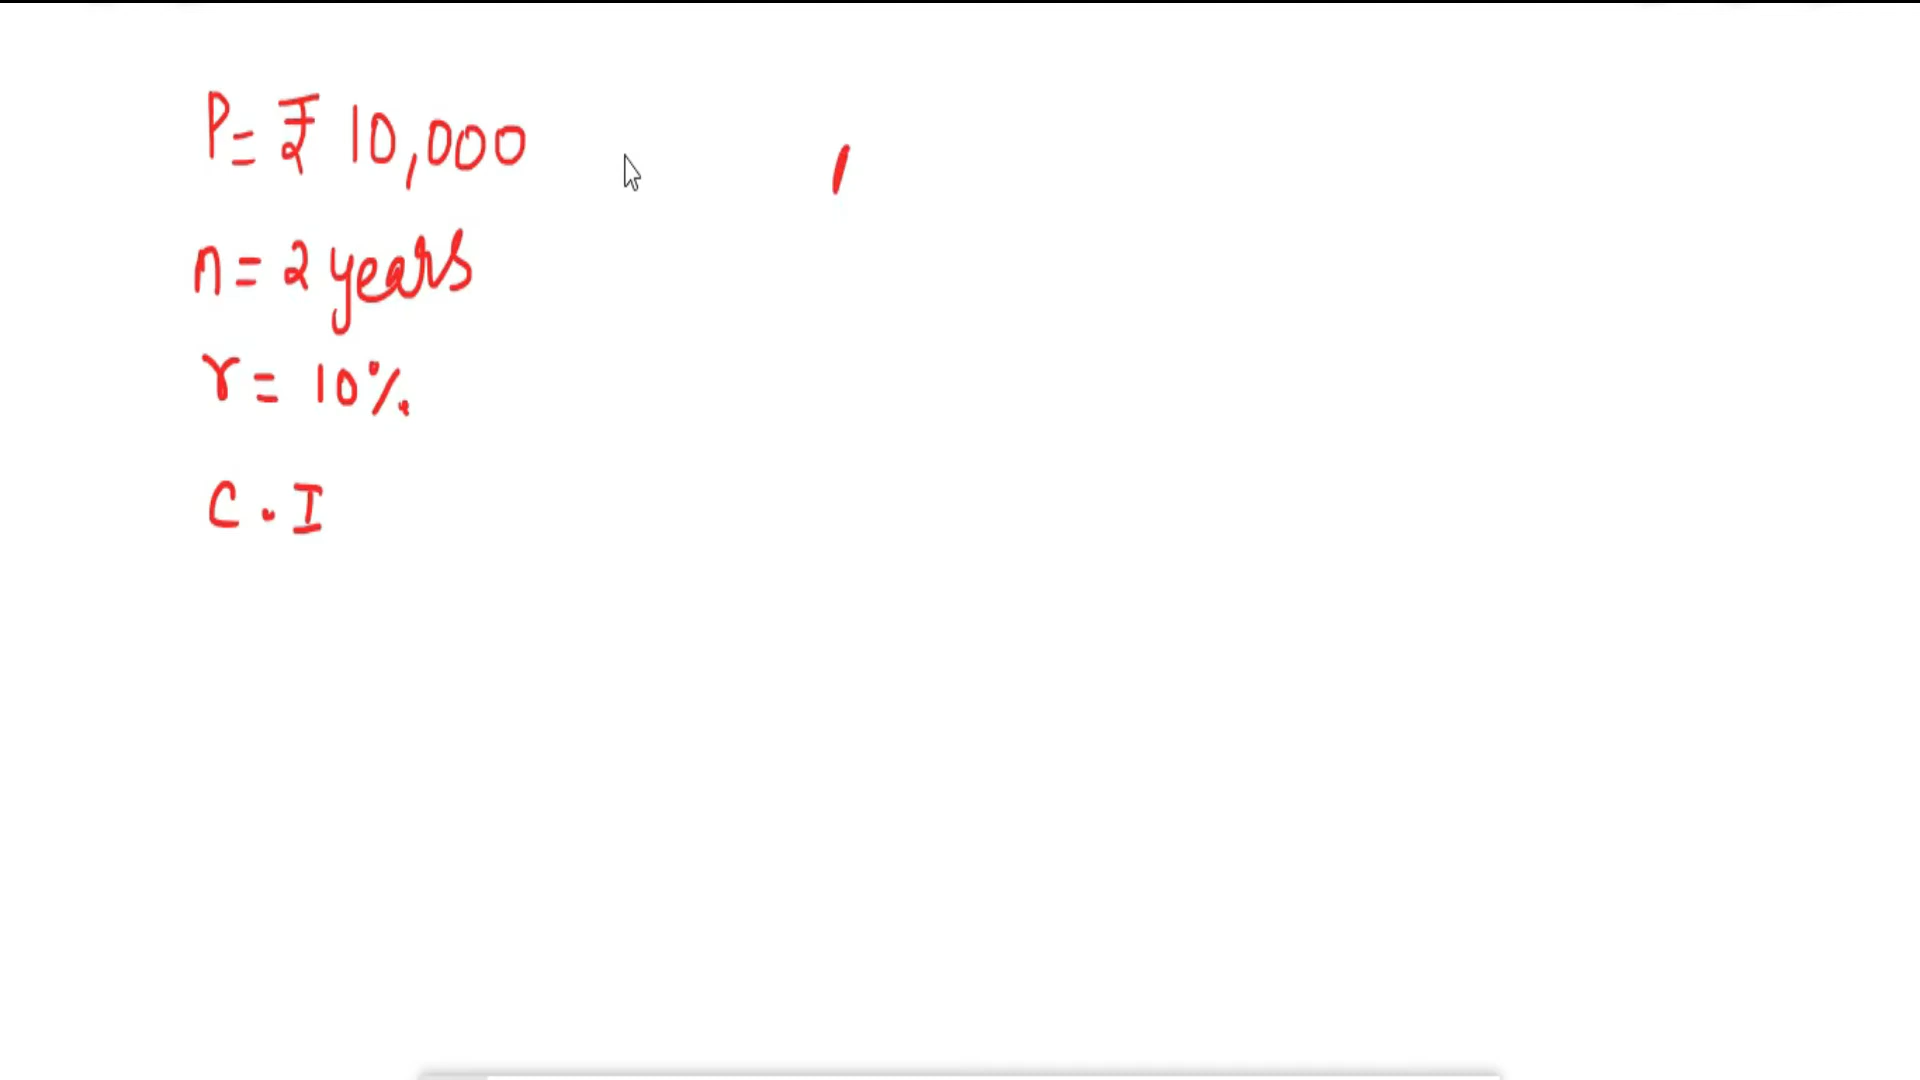 P= ₹ 10,000
n= 2 years
r= 10%.
C.I